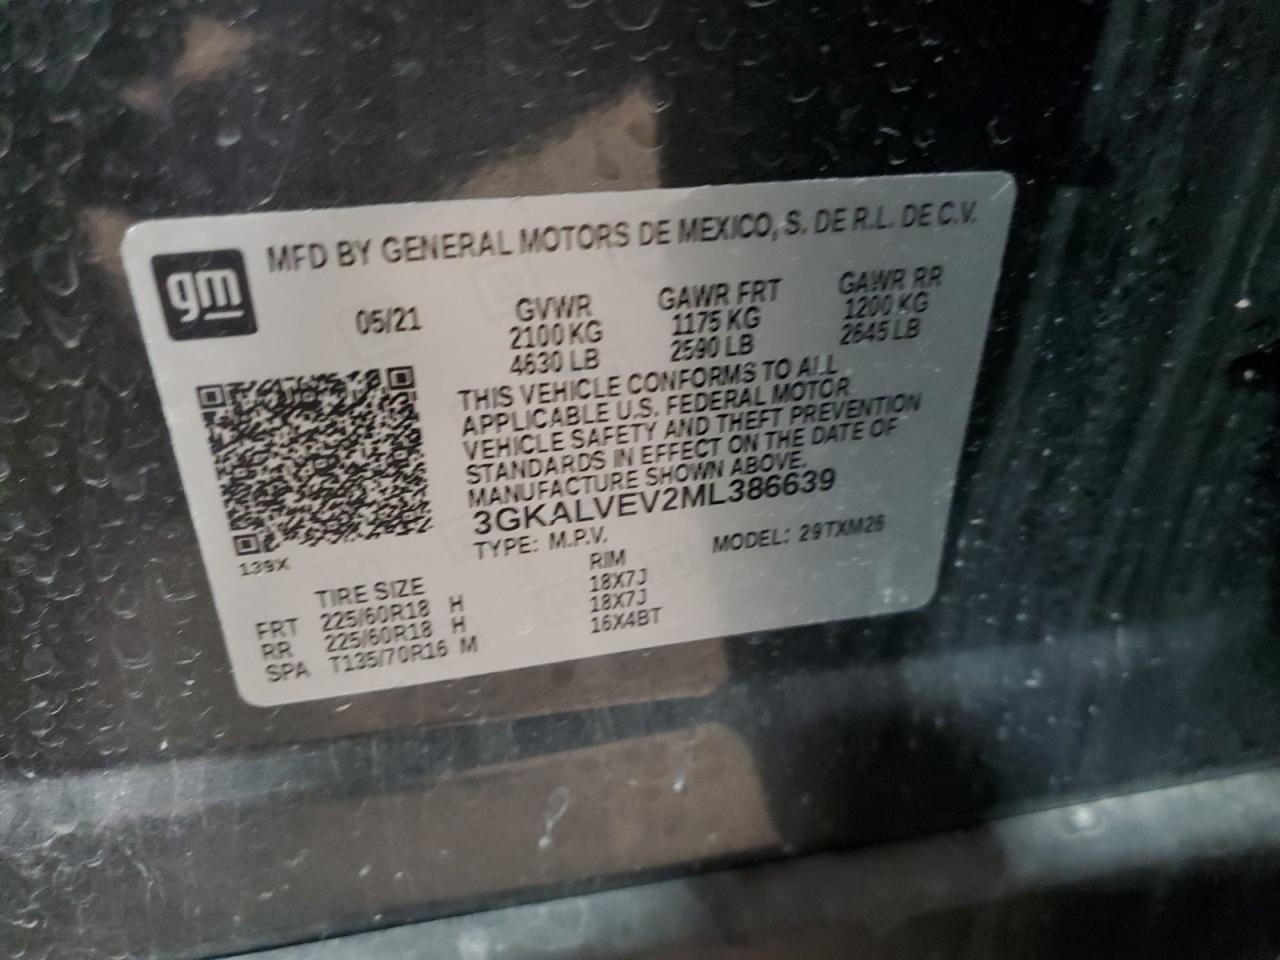 gm
MFD BY GENERAL MOTORS DE MEXICO, S. DE R.L. DE C.V.
05/21
GVWR
2100 KG
4630 LB
GAWR FRT
1175 KG
2590 LB
GAWR RR
1200 KG
2645 LB
THIS VEHICLE CONFORMS TO ALL
APPLICABLE U.S. FEDERAL MOTOR
VEHICLE SAFETY AND THEFT PREVENTION
STANDARDS IN EFFECT ON THE DATE OF
MANUFACTURE SHOWN ABOVE.
3GKALVEV2ML386639
TYPE: M.P.V. MODEL: 29TXM26
139X
TIRE SIZE RIM
FRT 225/60R18 H 18X7J
RR 225/60R18 H 18X7J
SPA T135/70R16 M 16X4BT